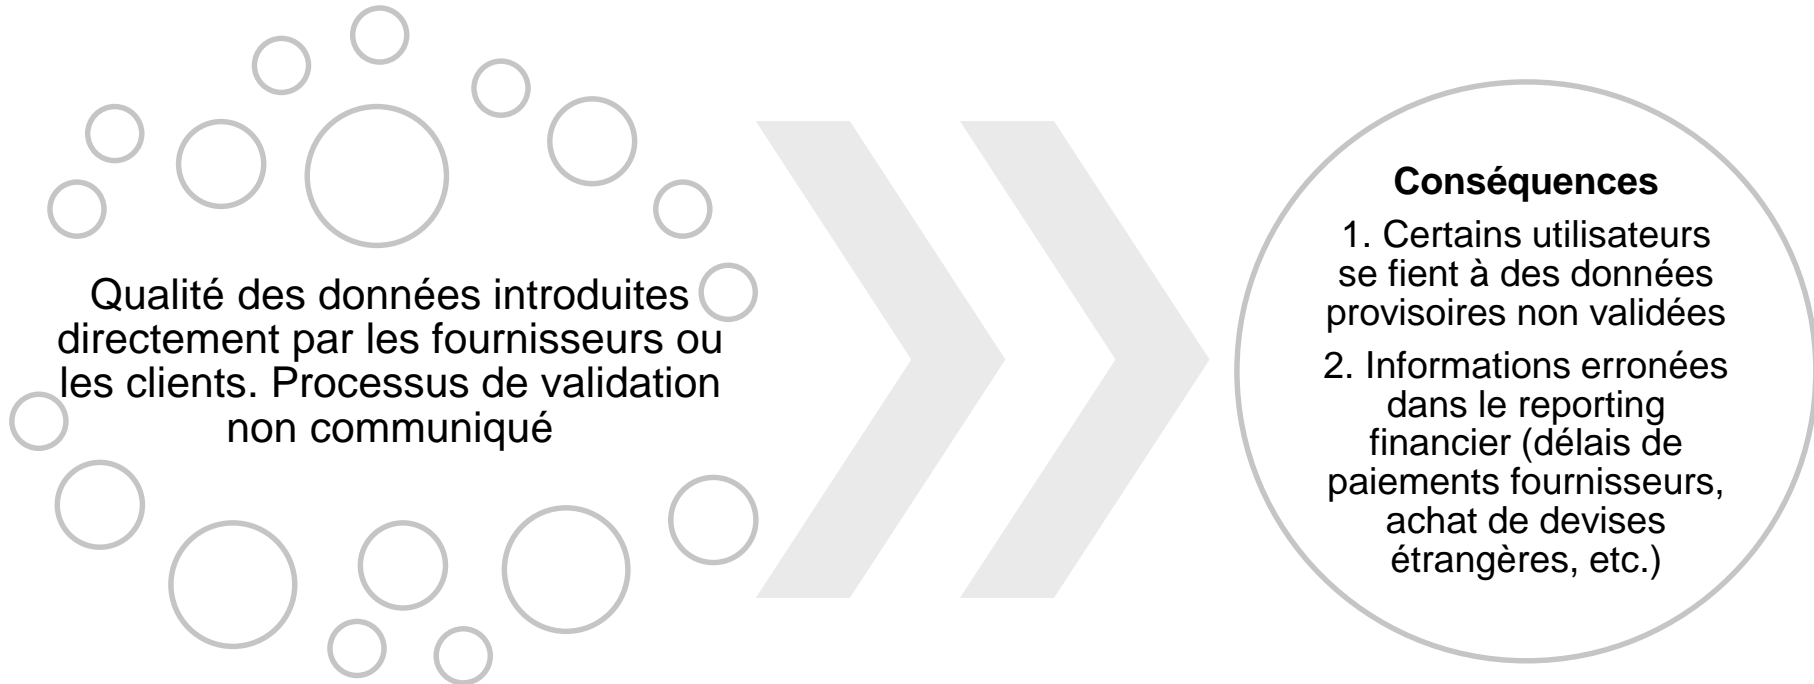 Qualité des données introduites
directement par les fournisseurs ou
les clients. Processus de validation
non communiqué
Conséquences
1. Certains utilisateurs
se fient à des données
provisoires non validées
2. Informations erronées
dans le reporting
financier (délais de
paiements fournisseurs,
achat de devises
étrangères, etc.)